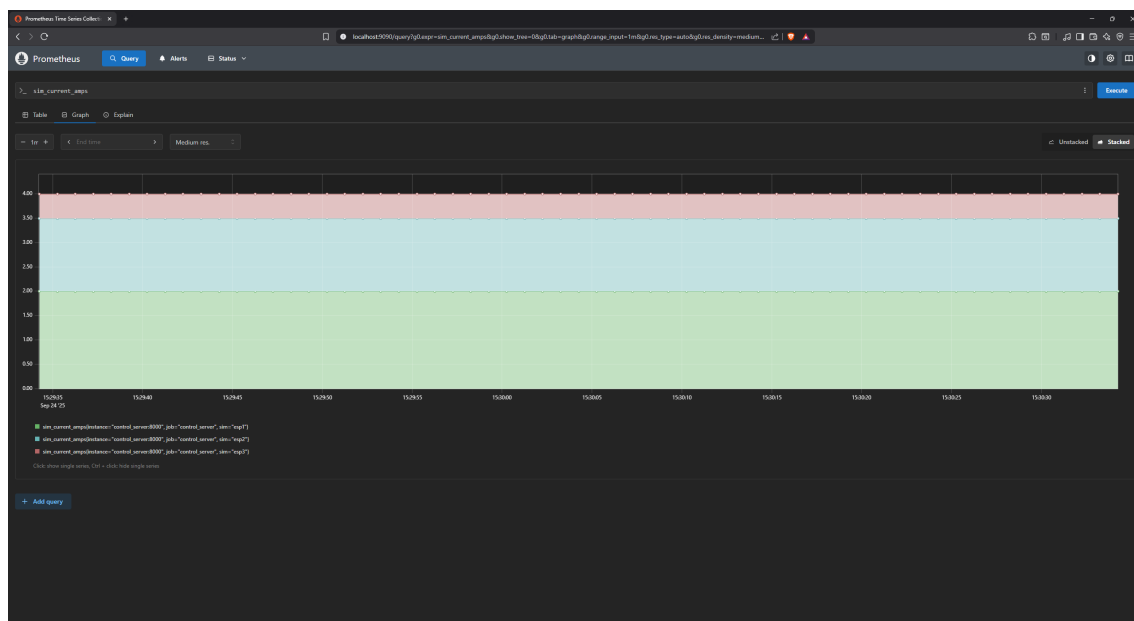 Prometheus Time Series Collecti × +
localhost:9090/query?g0.expr=sim_current_amps&g0.show_tree=0&g0.tab=graph&g0.range_input=1m&g0.res_type=auto&g0.res_density=medium...
Prometheus Query Alerts Status
>_ sim_current_amps Execute
Table Graph Explain
− 1m + < End time > Medium res. Unstacked Stacked
4.00
3.50
3.00
2.50
2.00
1.50
1.00
0.50
0.00
15:29:35 15:29:40 15:29:45 15:29:50 15:29:55 15:30:00 15:30:05 15:30:10 15:30:15 15:30:20 15:30:25 15:30:30
Sep 24 '25
sim_current_amps{instance="control_server:8000", job="control_server", sim="esp1"}
sim_current_amps{instance="control_server:8000", job="control_server", sim="esp2"}
sim_current_amps{instance="control_server:8000", job="control_server", sim="esp3"}
Click: show single series, Ctrl + click: hide single series
+ Add query